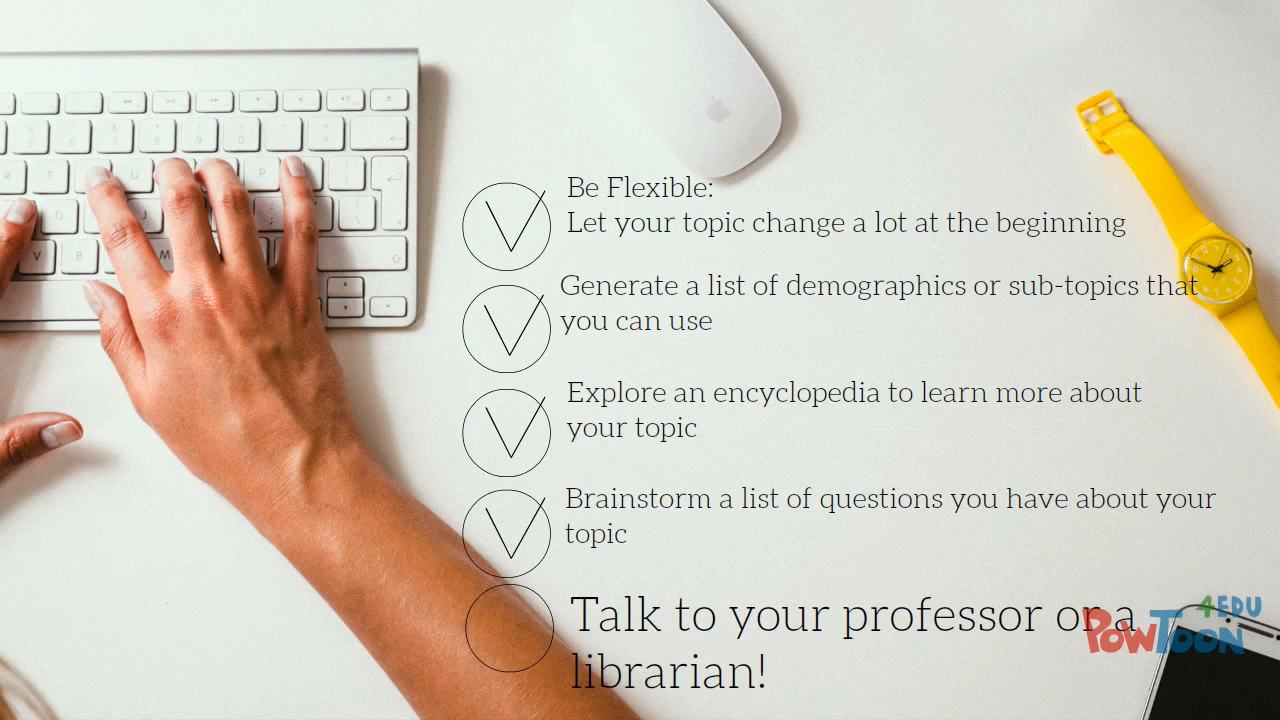 Be Flexible:
Let your topic change a lot at the beginning
Generate a list of demographics or sub-topics that
you can use
Explore an encyclopedia to learn more about
your topic
Brainstorm a list of questions you have about your
topic
Talk to your professor or a
librarian!
4EDU
PowToon